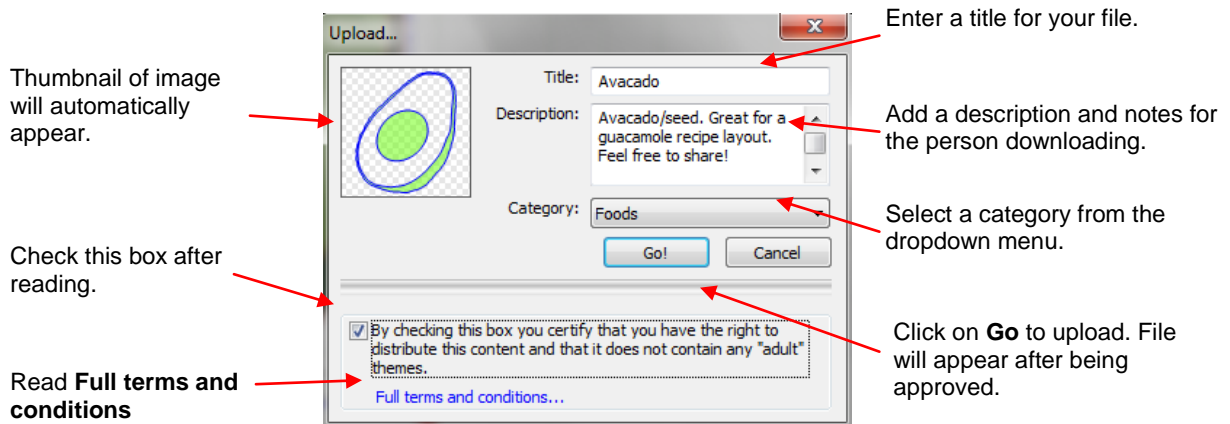 Enter a title for your file.
Upload...
Thumbnail of image
will automatically
appear.
Title:
Avacado
Description:
Avacado/seed. Great for a
guacamole recipe layout.
Feel free to share!
Add a description and notes for
the person downloading.
Category:
Foods
Select a category from the
dropdown menu.
Go!
Cancel
Check this box after
reading.
By checking this box you certify that you have the right to
distribute this content and that it does not contain any "adult"
themes.
Click on Go to upload. File
will appear after being
approved.
Read Full terms and
conditions
Full terms and conditions...